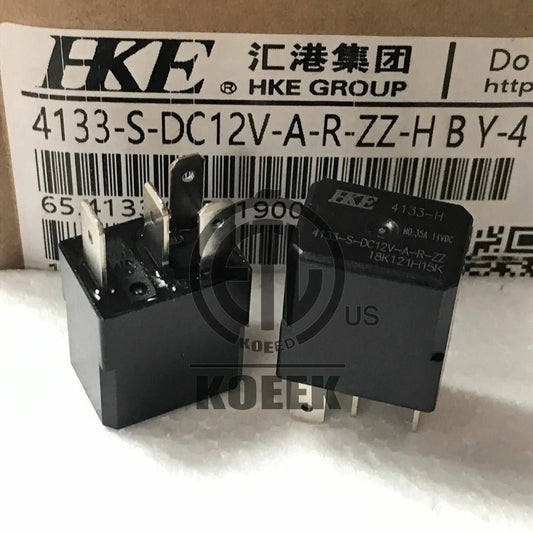 HKE ® 汇港集团
HKE GROUP
Do
http
4133-S-DC12V-A-R-ZZ-H B Y-4
65.4133
1900
HKE 4133-H
NO:35A 14VDC
4133-S-DC12V-A-R-ZZ
18K121H15K
US
KOEED
KOEEK